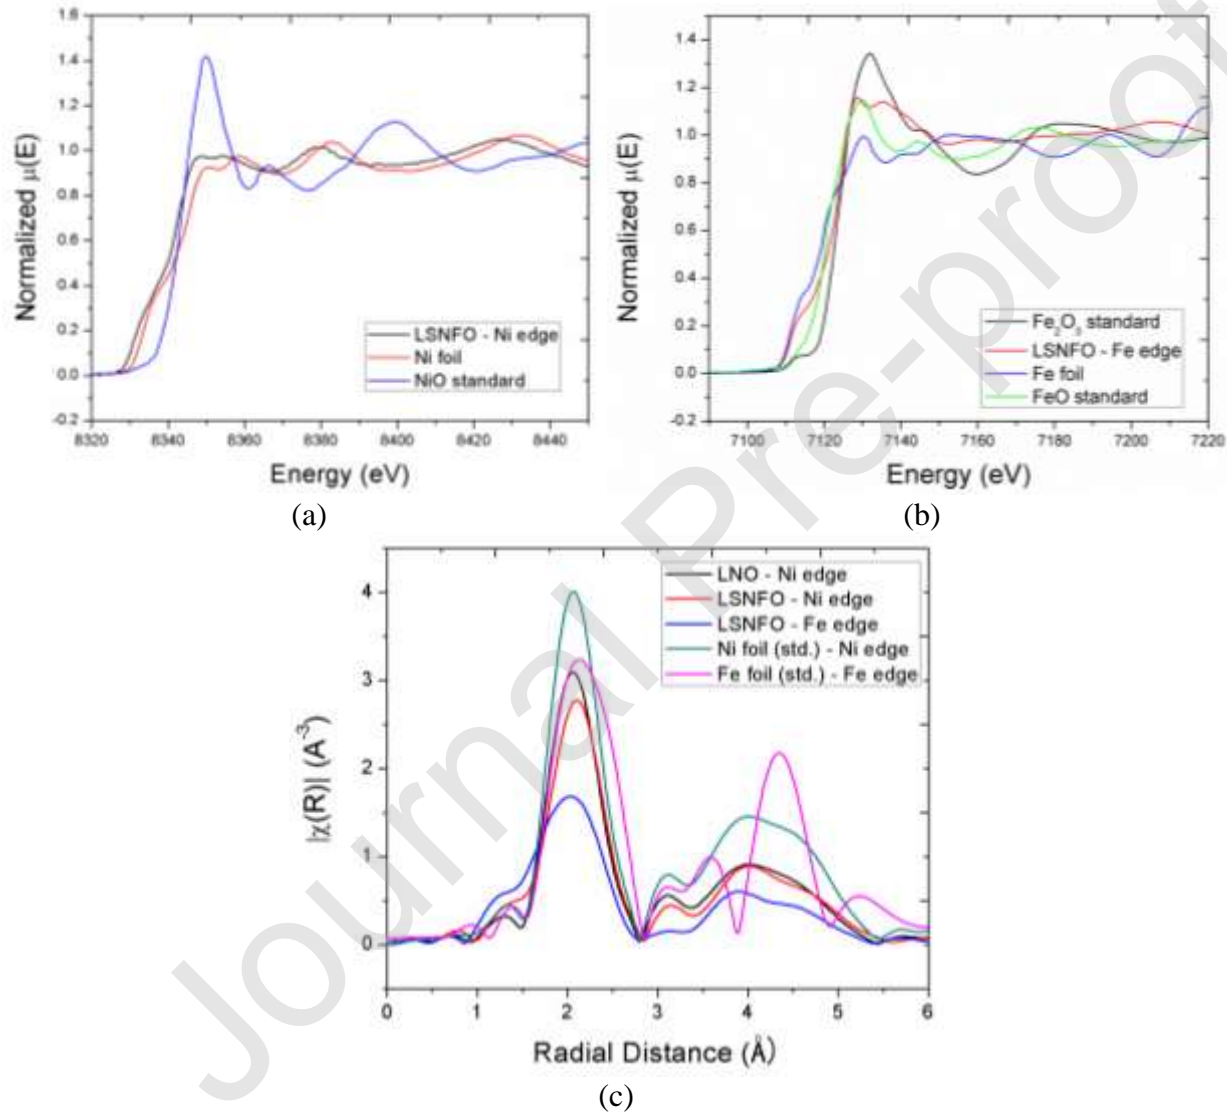 (a)
(b)
1.6
1.4
1.2
1.0
0.8
0.6
0.4
0.2
0.0
-0.2
Normalized μ(E)
LSNFO - Ni edge
Ni foil
NiO standard
8320 8340 8360 8380 8400 8420 8440
Energy (eV)
(a)
1.4
1.2
1.0
0.8
0.6
0.4
0.2
0.0
-0.2
Normalized μ(E)
Fe₂O₃ standard
LSNFO - Fe edge
Fe foil
FeO standard
7100 7120 7140 7160 7180 7200 7220
Energy (eV)
(b)
4
3
2
1
0
|χ(R)| (A⁻³)
LNO - Ni edge
LSNFO - Ni edge
LSNFO - Fe edge
Ni foil (std.) - Ni edge
Fe foil (std.) - Fe edge
0 1 2 3 4 5 6
Radial Distance (Å)
(c)
Journal Pre-proof